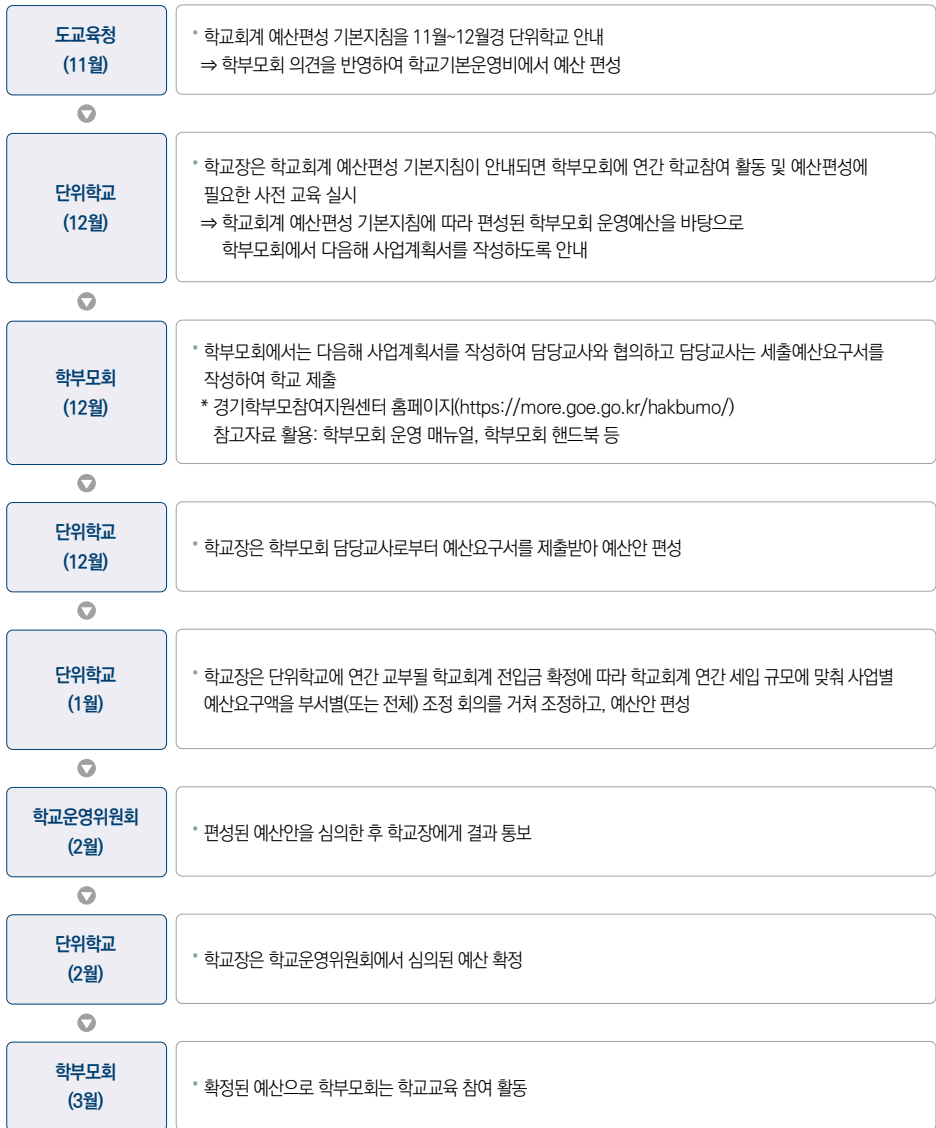 도교육청
(11월)
• 학교회계 예산편성 기본지침을 11월~12월경 단위학교 안내
⇒ 학부모회 의견을 반영하여 학교기본운영비에서 예산 편성
단위학교
(12월)
• 학교장은 학교회계 예산편성 기본지침이 안내되면 학부모회에 연간 학교참여 활동 및 예산편성에
필요한 사전 교육 실시
⇒ 학교회계 예산편성 기본지침에 따라 편성된 학부모회 운영예산을 바탕으로
학부모회에서 다음해 사업계획서를 작성하도록 안내
학부모회
(12월)
• 학부모회에서는 다음해 사업계획서를 작성하여 담당교사와 협의하고 담당교사는 세출예산요구서를
작성하여 학교 제출
* 경기학부모참여지원센터 홈페이지(https://more.goe.go.kr/hakbumo/)
참고자료 활용: 학부모회 운영 매뉴얼, 학부모회 핸드북 등
단위학교
(12월)
• 학교장은 학부모회 담당교사로부터 예산요구서를 제출받아 예산안 편성
단위학교
(1월)
• 학교장은 단위학교에 연간 교부될 학교회계 전입금 확정에 따라 학교회계 연간 세입 규모에 맞춰 사업별
예산요구액을 부서별(또는 전체) 조정 회의를 거쳐 조정하고, 예산안 편성
학교운영위원회
(2월)
• 편성된 예산안을 심의한 후 학교장에게 결과 통보
단위학교
(2월)
• 학교장은 학교운영위원회에서 심의된 예산 확정
학부모회
(3월)
• 확정된 예산으로 학부모회는 학교교육 참여 활동